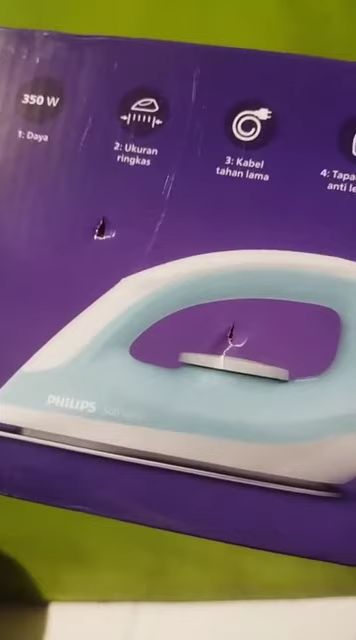 350 W
1: Daya
2: Ukuran
ringkas
3: Kabel
tahan lama
4: Tapa
anti le
PHILIPS